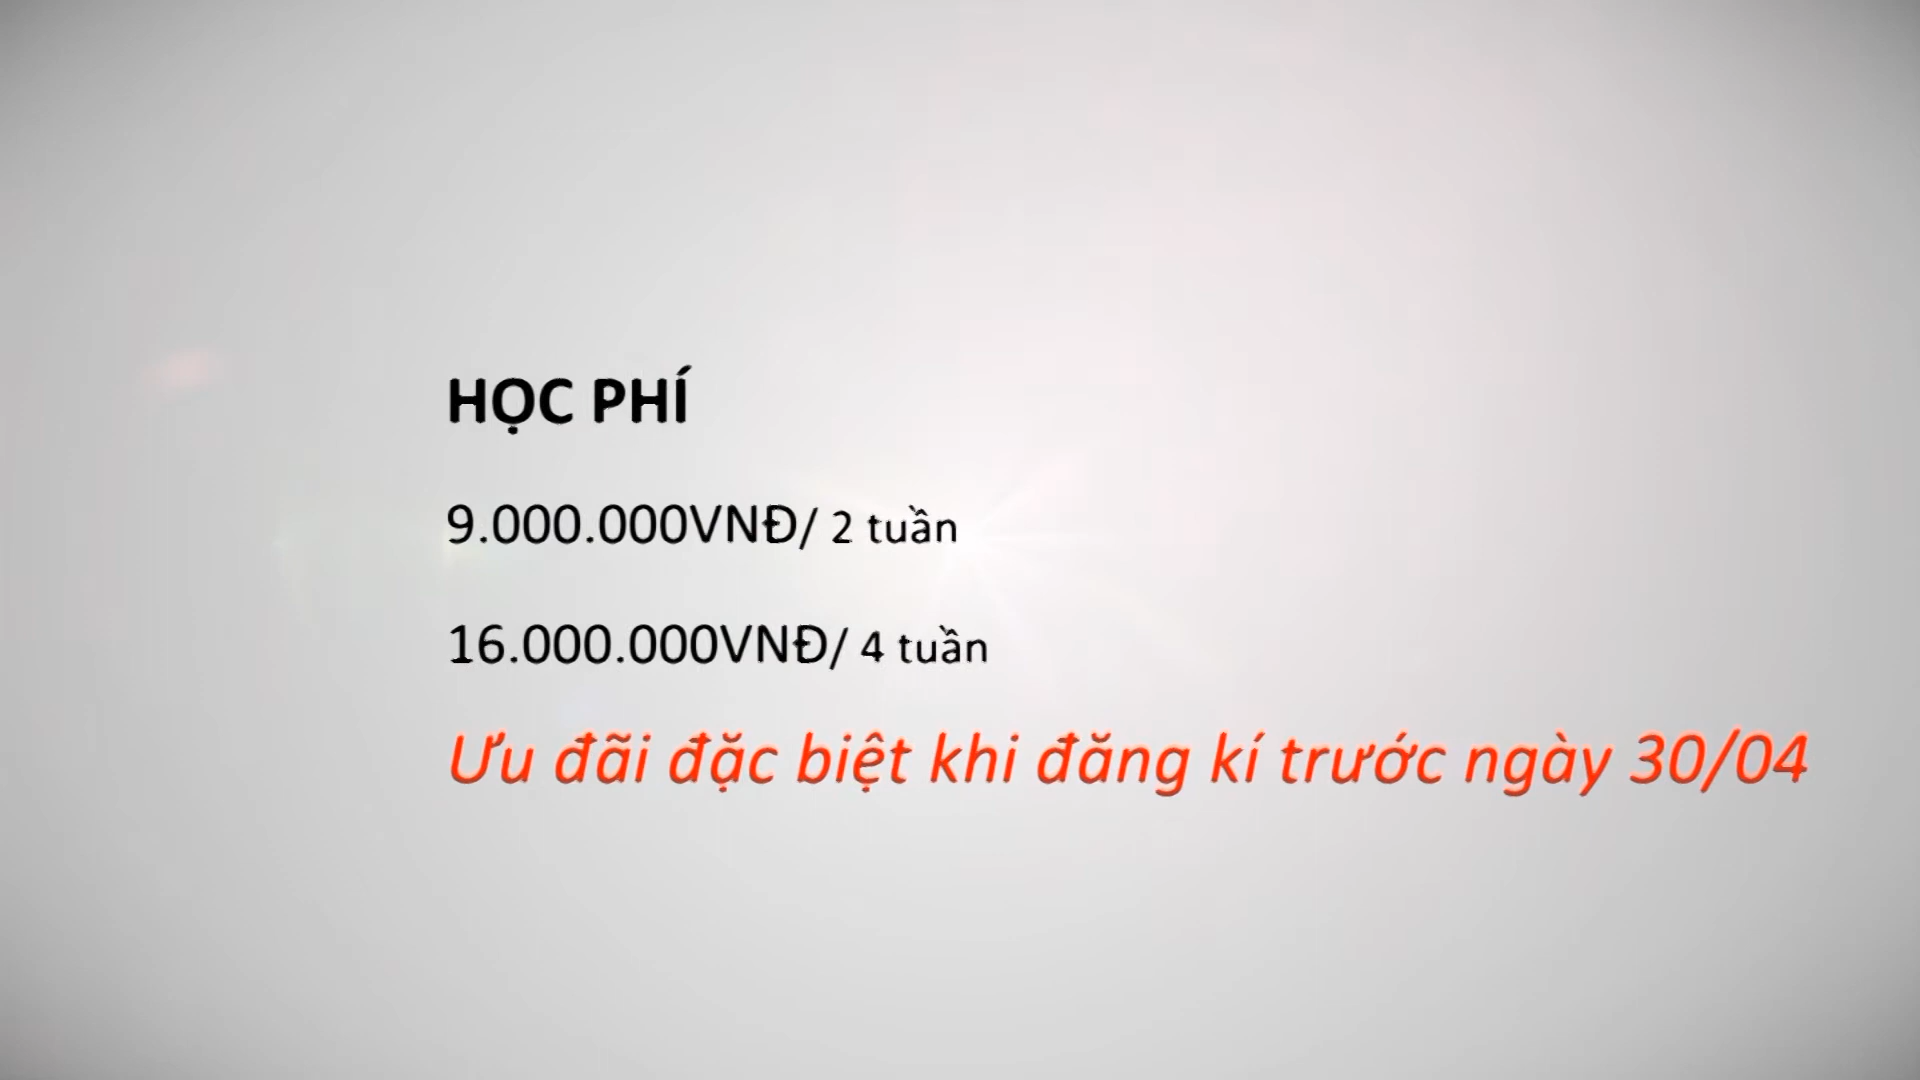 HỌC PHÍ
9.000.000VNĐ/ 2 tuần
16.000.000VNĐ/ 4 tuần
Ưu đãi đặc biệt khi đăng kí trước ngày 30/04